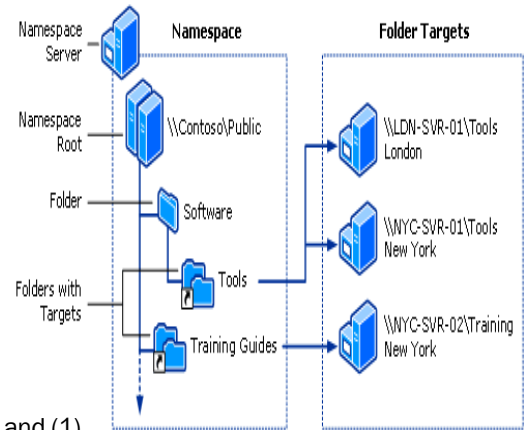 Namespace
Server
Namespace
Folder Targets
Namespace
Root
\\Contoso\Public
\\LDN-SVR-01\Tools
London
Folder
Software
\\NYC-SVR-01\Tools
New York
Folders with
Targets
Tools
Training Guides
\\NYC-SVR-02\Training
New York
and (1)